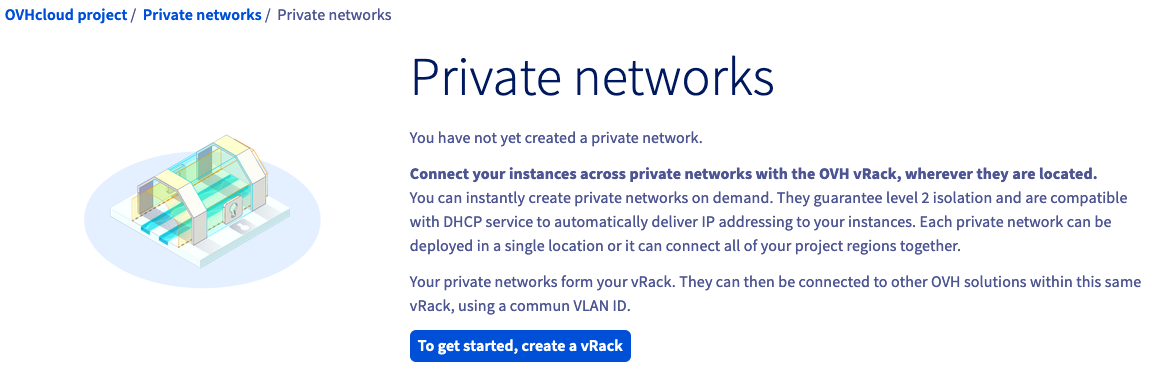 OVHcloud project / Private networks / Private networks
Private networks
You have not yet created a private network.
Connect your instances across private networks with the OVH vRack, wherever they are located.
You can instantly create private networks on demand. They guarantee level 2 isolation and are compatible
with DHCP service to automatically deliver IP addressing to your instances. Each private network can be
deployed in a single location or it can connect all of your project regions together.
Your private networks form your vRack. They can then be connected to other OVH solutions within this same
vRack, using a commun VLAN ID.
To get started, create a vRack